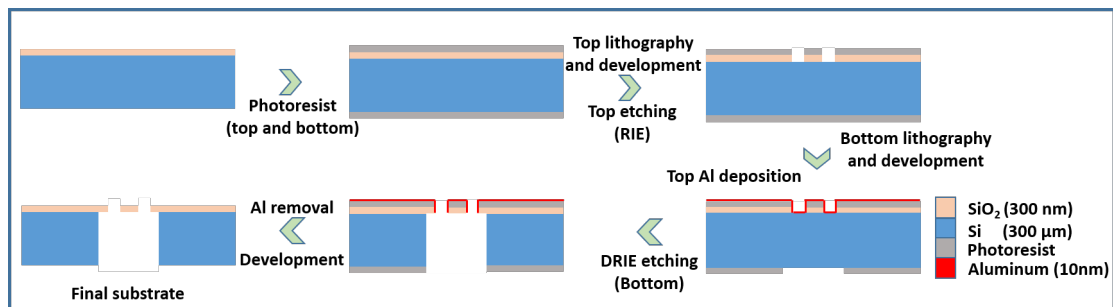 Photoresist
(top and bottom)
Top lithography
and development
Top etching
(RIE)
Bottom lithography
and development
Top Al deposition
DRIE etching
(Bottom)
Al removal
Development
Final substrate
SiO2 (300 nm)
Si (300 μm)
Photoresist
Aluminum (10nm)